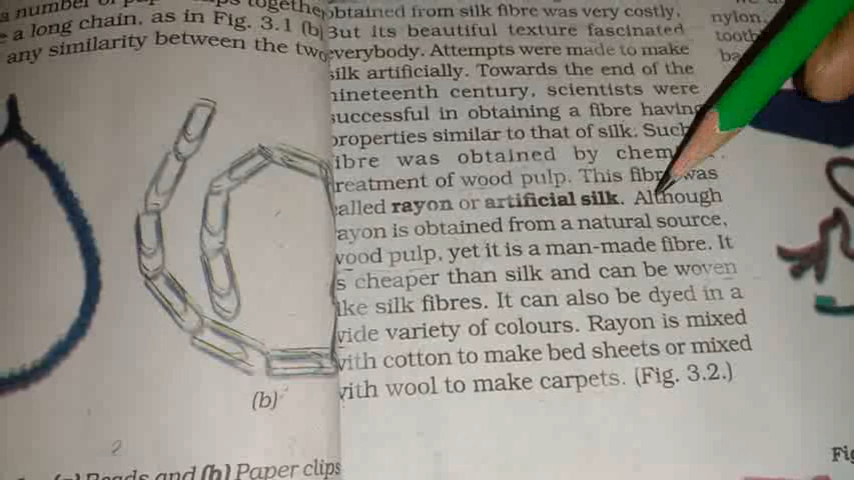 a long chain, as in Fig. 3.1 (b)
any similarity between the two
(b)
Beads and (b) Paper clips
obtained from silk fibre was very costly,
But its beautiful texture fascinated
everybody. Attempts were made to make
silk artificially. Towards the end of the
nineteenth century, scientists were
successful in obtaining a fibre having
properties similar to that of silk. Such
fibre was obtained by chem
treatment of wood pulp. This fibre was
called rayon or artificial silk. Although
rayon is obtained from a natural source,
wood pulp, yet it is a man-made fibre. It
is cheaper than silk and can be woven
like silk fibres. It can also be dyed in a
wide variety of colours. Rayon is mixed
with cotton to make bed sheets or mixed
with wool to make carpets. (Fig. 3.2.)
nylon.
tooth
ba
Fig